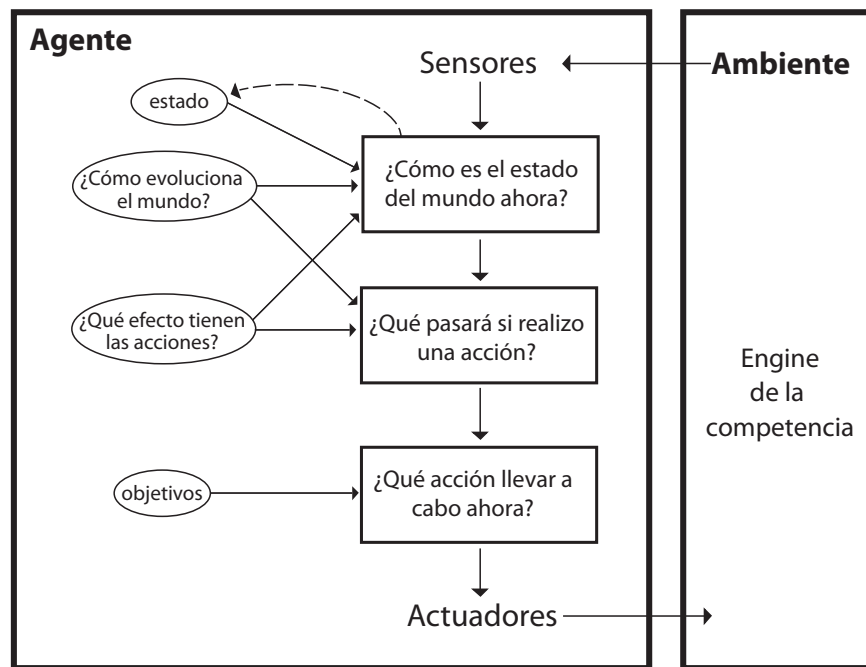 Agente
Sensores
Ambiente
estado
¿Cómo es el estado
del mundo ahora?
¿Cómo evoluciona
el mundo?
¿Qué efecto tienen
las acciones?
¿Qué pasará si realizo
una acción?
Engine
de la
competencia
objetivos
¿Qué acción llevar a
cabo ahora?
Actuadores